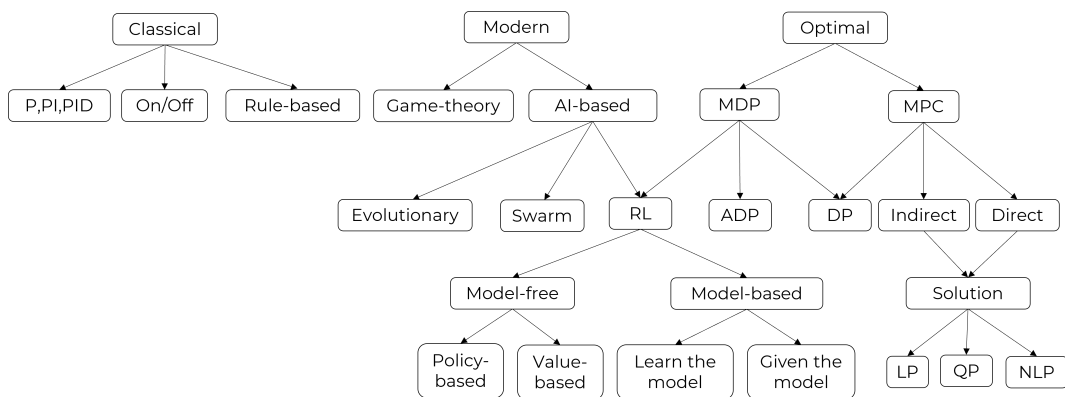 Classical
Modern
Optimal
P,PI,PID
On/Off
Rule-based
Game-theory
AI-based
MDP
MPC
Evolutionary
Swarm
RL
ADP
DP
Indirect
Direct
Model-free
Model-based
Solution
Policy-
based
Value-
based
Learn the
model
Given the
model
LP
QP
NLP